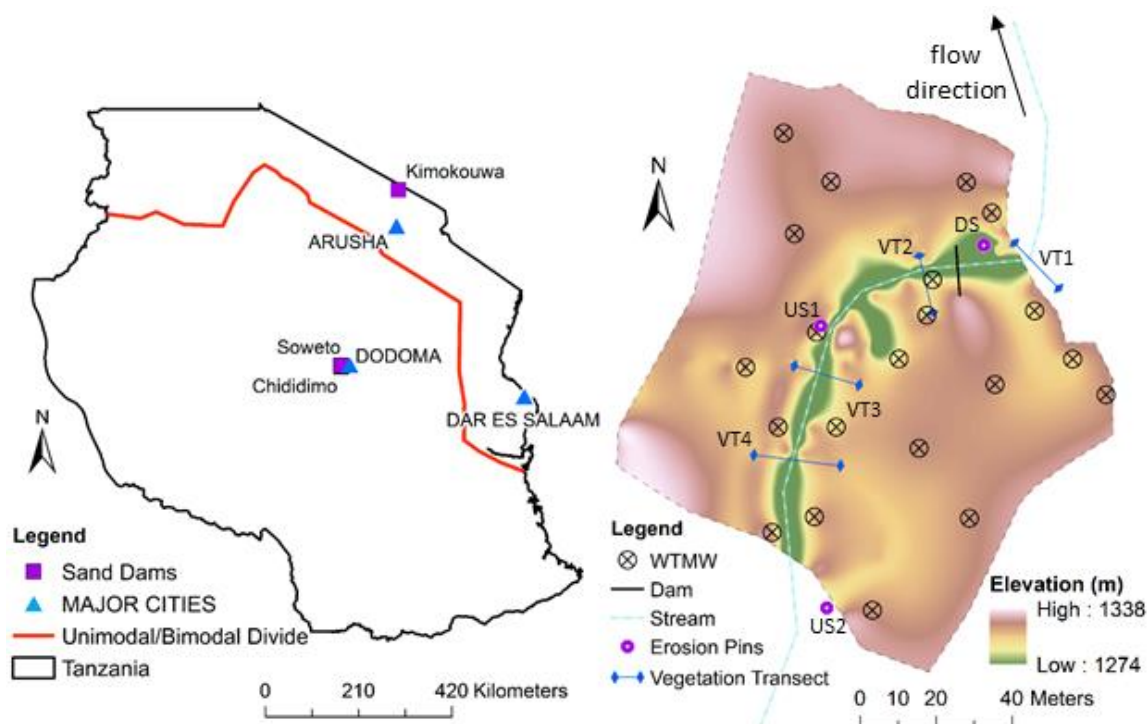 N
Kimokouwa
ARUSHA
Soweto
DODOMA
Chididimo
DAR ES SALAAM
N
Legend
Sand Dams
MAJOR CITIES
Unimodal/Bimodal Divide
Tanzania
0 210 420 Kilometers
flow
direction
N
DS
VT2
VT1
US1
VT3
VT4
US2
Legend
WTMW
Dam
Stream
Erosion Pins
Vegetation Transect
Elevation (m)
High : 1338
Low : 1274
0 10 20 40 Meters